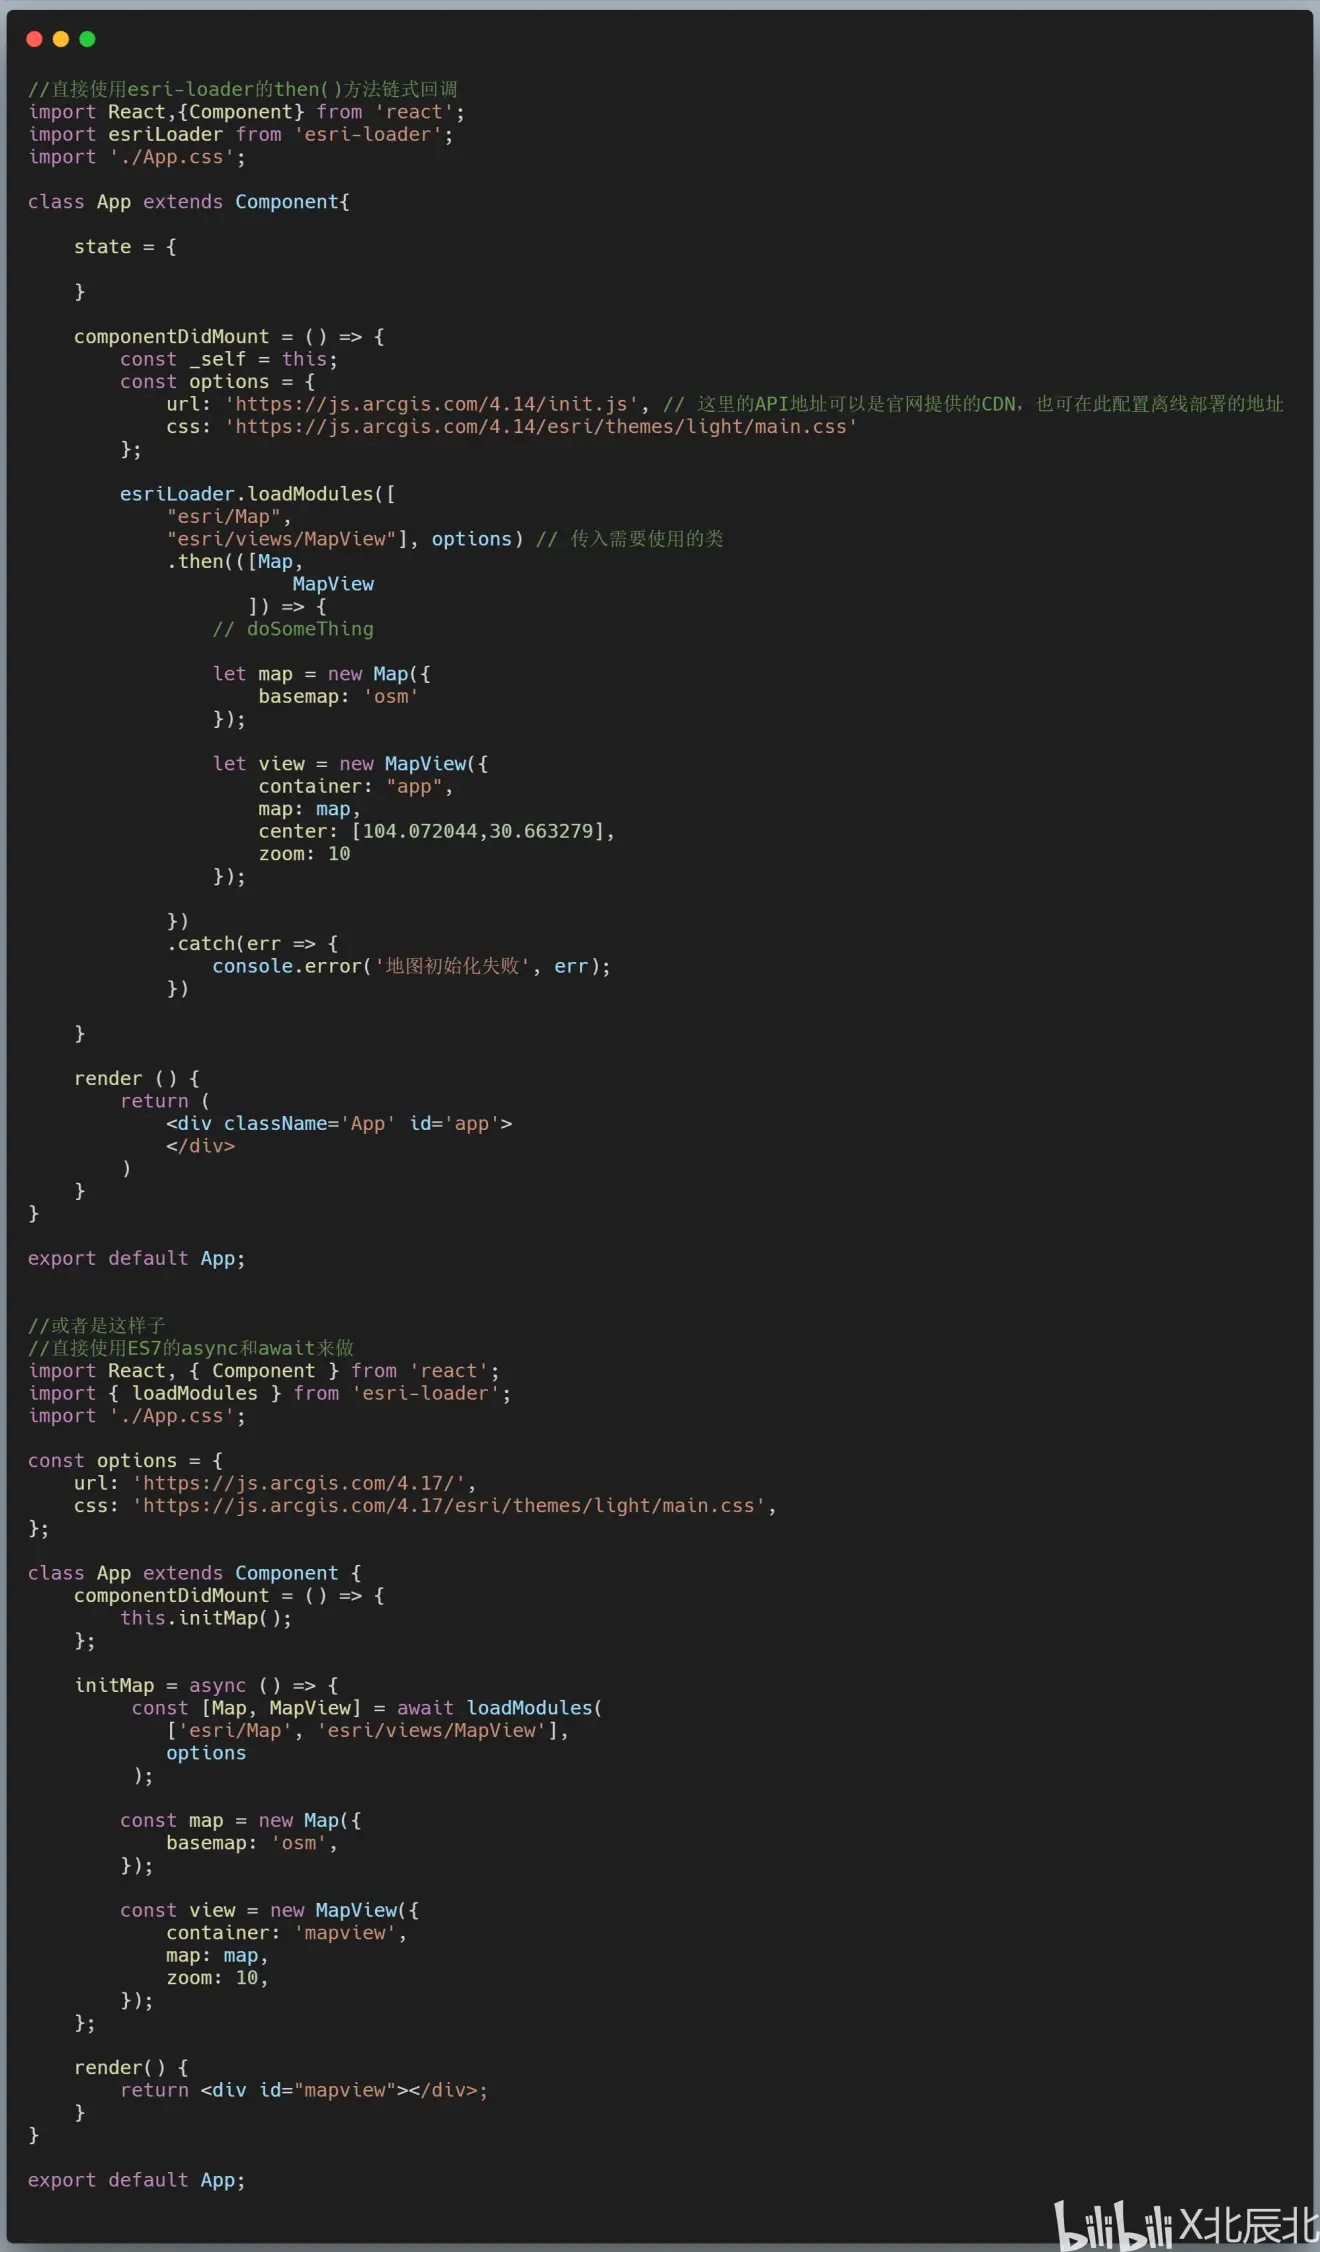 //直接使用esri-loader的then()方法链式回调
import React,{Component} from 'react';
import esriLoader from 'esri-loader';
import './App.css';
class App extends Component{
    state = {
    }
    componentDidMount = () => {
        const _self = this;
        const options = {
            url: 'https://js.arcgis.com/4.14/init.js', // 这里的API地址可以是官网提供的CDN，也可在此配置离线部署的地址
            css: 'https://js.arcgis.com/4.14/esri/themes/light/main.css'
        };
        esriLoader.loadModules([
            "esri/Map",
            "esri/views/MapView"], options) // 传入需要使用的类
            .then(([Map,
                       MapView
                   ]) => {
                // doSomeThing
                let map = new Map({
                    basemap: 'osm'
                });
                let view = new MapView({
                    container: "app",
                    map: map,
                    center: [104.072044,30.663279],
                    zoom: 10
                });
            })
            .catch(err => {
                console.error('地图初始化失败', err);
            })
    }
    render () {
        return (
            <div className='App' id='app'>
            </div>
        )
    }
}
export default App;
//或者是这样子
//直接使用ES7的async和await来做
import React, { Component } from 'react';
import { loadModules } from 'esri-loader';
import './App.css';
const options = {
    url: 'https://js.arcgis.com/4.17/',
    css: 'https://js.arcgis.com/4.17/esri/themes/light/main.css',
};
class App extends Component {
    componentDidMount = () => {
        this.initMap();
    };
    initMap = async () => {
         const [Map, MapView] = await loadModules(
            ['esri/Map', 'esri/views/MapView'],
            options
         );
        const map = new Map({
            basemap: 'osm',
        });
        const view = new MapView({
            container: 'mapview',
            map: map,
            zoom: 10,
        });
    };
    render() {
        return <div id="mapview"></div>;
    }
}
export default App;
bilibili X北辰北